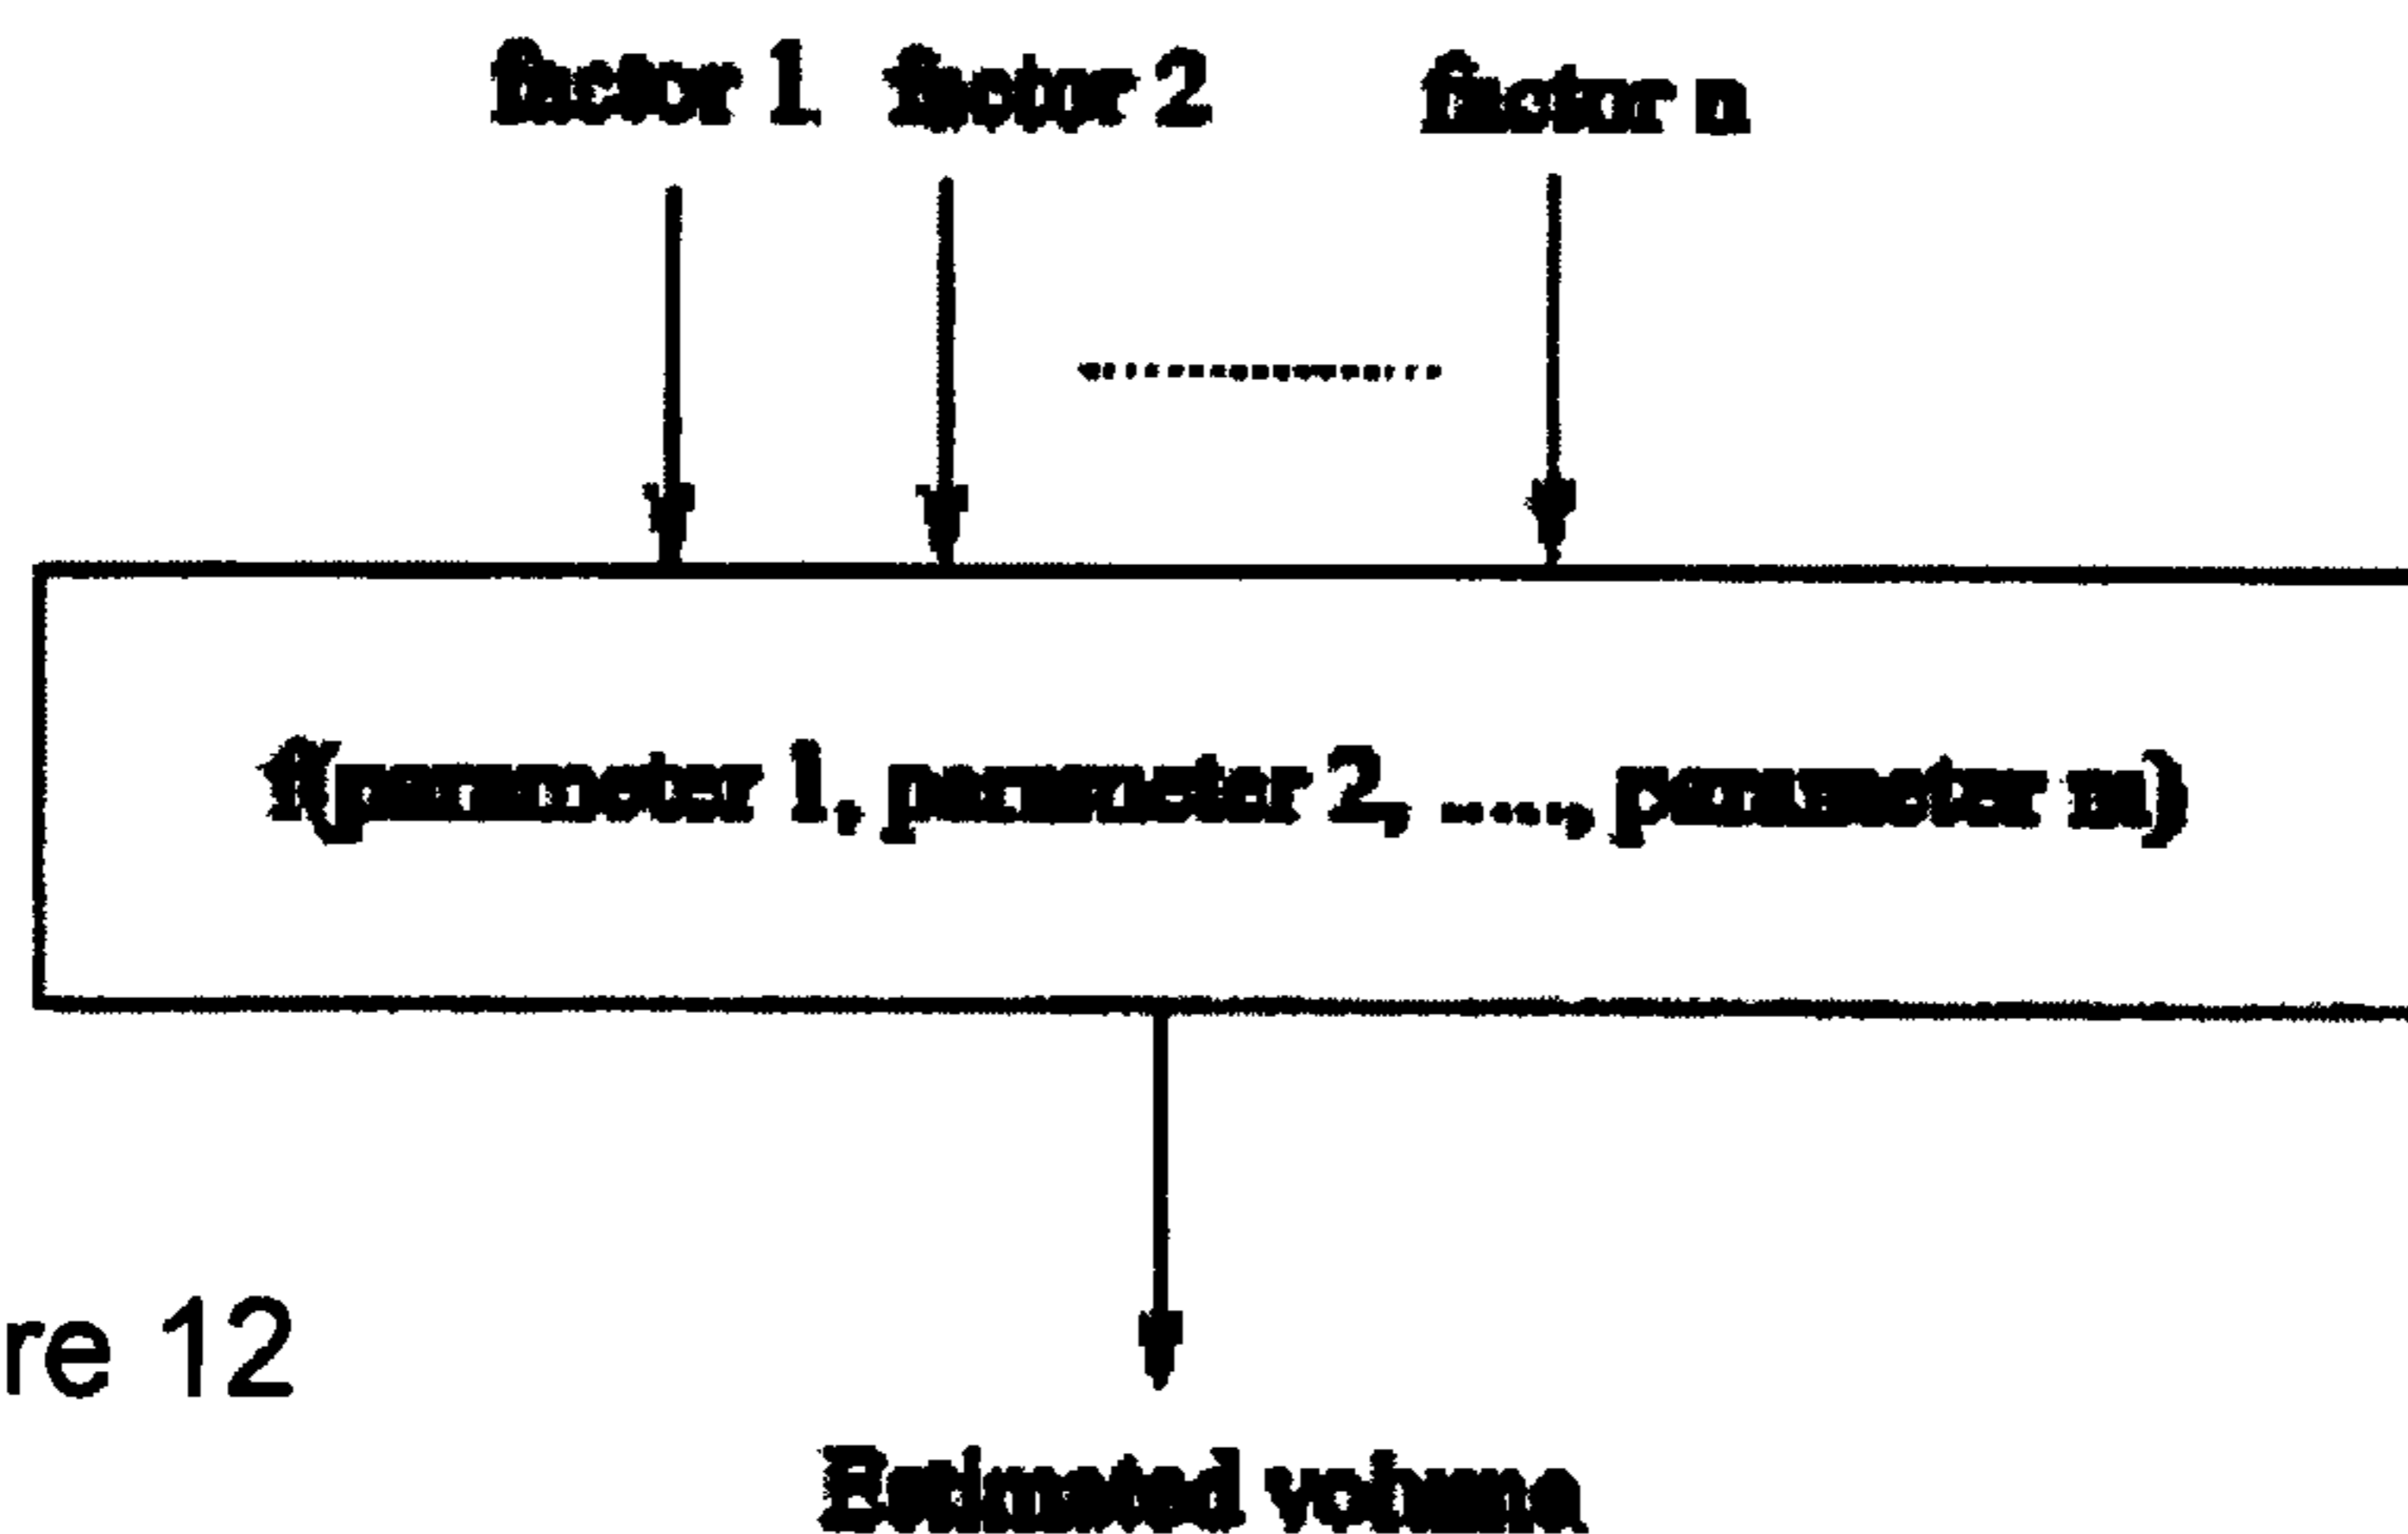 factor 1 factor 2 factor n
f(parameter 1, parameter 2, ...., parameter m)
re 12
Estimated volume